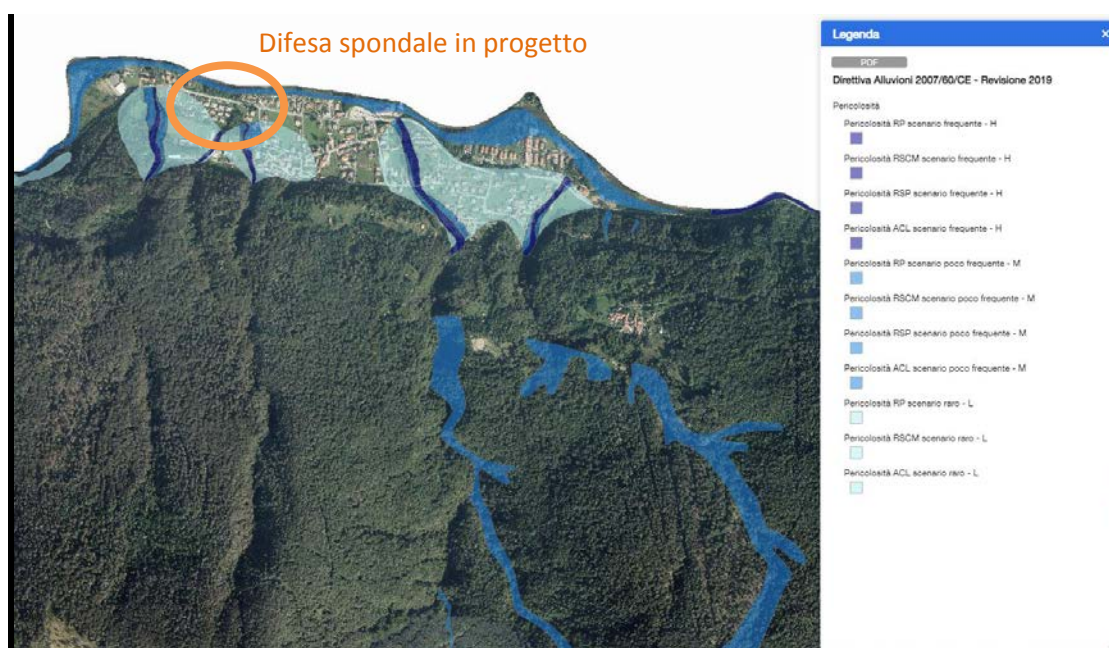 Difesa spondale in progetto
Legenda
×
PDF
Direttiva Alluvioni 2007/60/CE - Revisione 2019
Pericolosità
Pericolosità RP scenario frequente - H
Pericolosità RSCM scenario frequente - H
Pericolosità RSP scenario frequente - H
Pericolosità ACL scenario frequente - H
Pericolosità RP scenario poco frequente - M
Pericolosità RSCM scenario poco frequente - M
Pericolosità RSP scenario poco frequente - M
Pericolosità ACL scenario poco frequente - M
Pericolosità RP scenario raro - L
Pericolosità RSCM scenario raro - L
Pericolosità ACL scenario raro - L